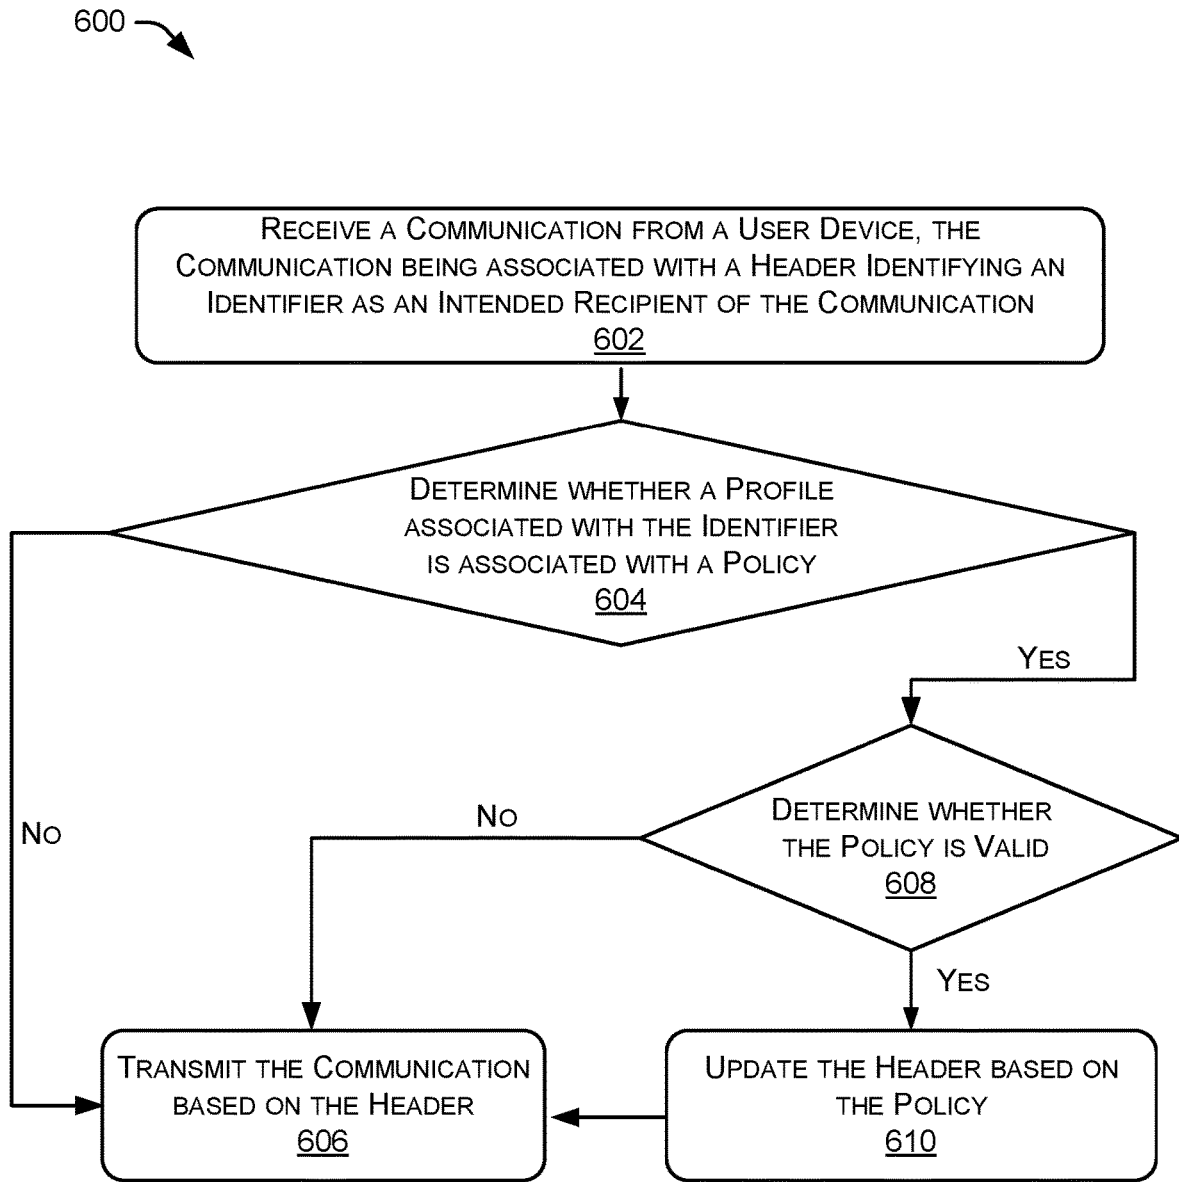 600
RECEIVE A COMMUNICATION FROM A USER DEVICE, THE
COMMUNICATION BEING ASSOCIATED WITH A HEADER IDENTIFYING AN
IDENTIFIER AS AN INTENDED RECIPIENT OF THE COMMUNICATION
602
DETERMINE WHETHER A PROFILE
ASSOCIATED WITH THE IDENTIFIER
IS ASSOCIATED WITH A POLICY
604
YES
DETERMINE WHETHER
THE POLICY IS VALID
608
NO
NO
YES
TRANSMIT THE COMMUNICATION
BASED ON THE HEADER
606
UPDATE THE HEADER BASED ON
THE POLICY
610